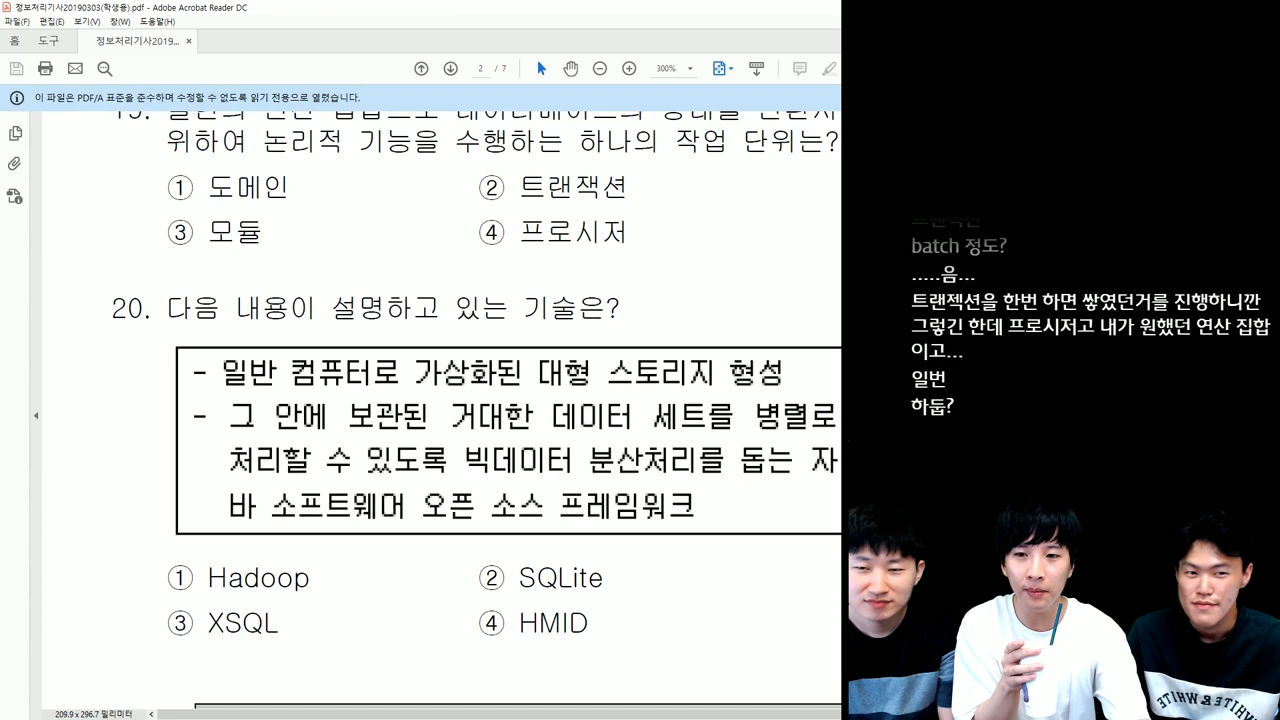 정보처리기사20190303(학생용).pdf - Adobe Acrobat Reader DC
파일(F) 편집(E) 보기(V) 창(W) 도움말(H)
홈 도구 정보처리기사2019... ×
2 / 7 300%
이 파일은 PDF/A 표준을 준수하며 수정할 수 없도록 읽기 전용으로 열렸습니다.
위하여 논리적 기능을 수행하는 하나의 작업 단위는?
① 도메인 ② 트랜잭션
③ 모듈 ④ 프로시저
20. 다음 내용이 설명하고 있는 기술은?
- 일반 컴퓨터로 가상화된 대형 스토리지 형성
- 그 안에 보관된 거대한 데이터 세트를 병렬로
처리할 수 있도록 빅데이터 분산처리를 돕는 자
바 소프트웨어 오픈 소스 프레임워크
① Hadoop ② SQLite
③ XSQL ④ HMID
209.9 x 296.7 밀리미터
batch 정도?
.....음...
트랜젝션을 한번 하면 쌓였던거를 진행하니깐
그렇긴 한데 프로시저고 내가 원했던 연산 집합
이고...
일번
하둡?
WHITE&WHITE